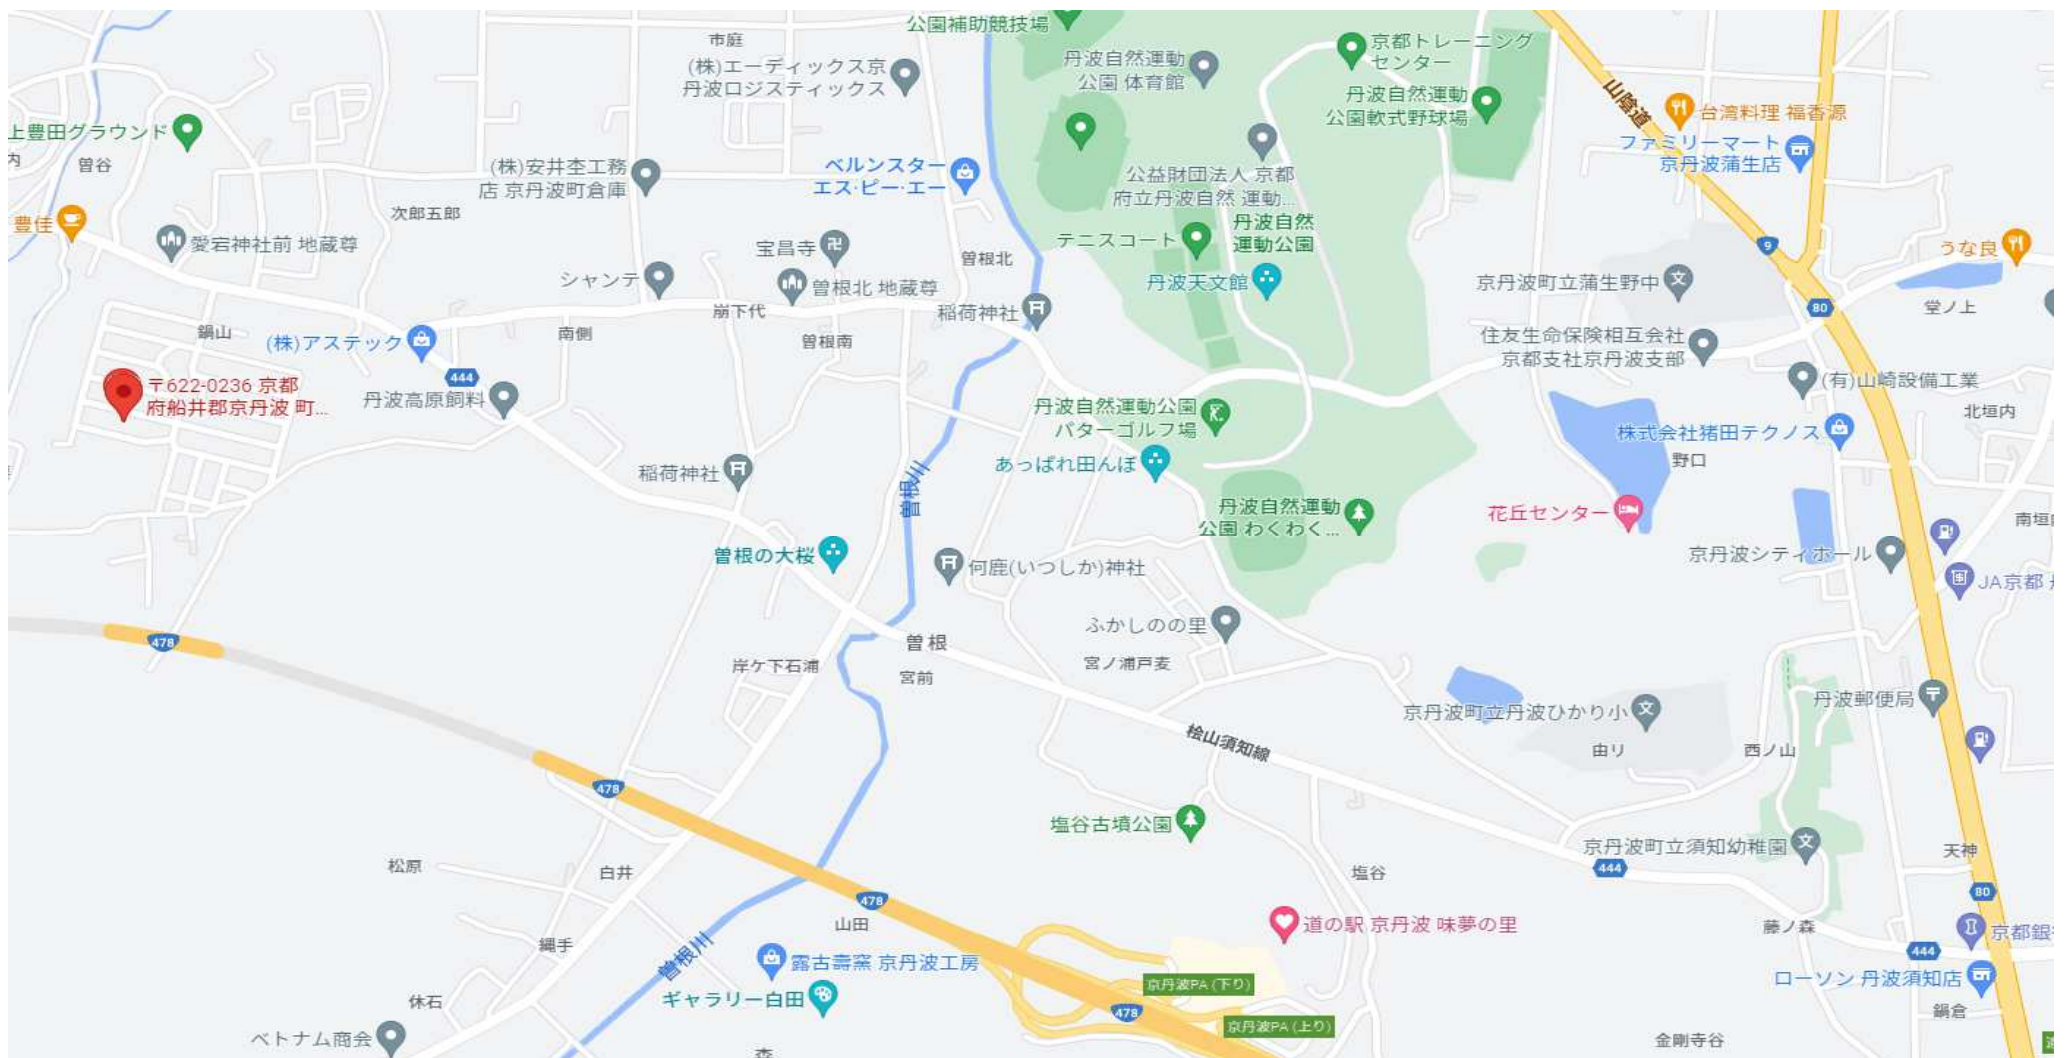 公園補助競技場
市庭
(株)エーディックス京
丹波ロジスティックス
丹波自然運動
公園 体育館
京都トレーニング
センター
丹波自然運動
公園軟式野球場
山陰道
台湾料理 福香源
ファミリーマート
京丹波蒲生店
上豊田グラウンド
内
曽谷
(株)安井杢工務
店 京丹波町倉庫
ベルンスター
エス・ピー・エー
公益財団法人 京都
府立丹波自然 運動...
次郎五郎
豊佳
愛宕神社前 地蔵尊
宝昌寺
曽根北
テニスコート
丹波自然
運動公園
9
うな良
シャンテ
曽根北 地蔵尊
丹波天文館
京丹波町立蒲生野中
堂ノ上
崩下代
稲荷神社
80
鍋山
(株)アステック
南側
曽根南
住友生命保険相互会社
京都支社京丹波支部
444
〒622-0236 京都
府船井郡京丹波 町...
丹波高原飼料
丹波自然運動公園
パターゴルフ場
(有)山崎設備工業
北垣内
株式会社猪田テクノス
野口
稲荷神社
曽根川
あっぱれ田んぼ
丹波自然運動
公園 わくわく...
花丘センター
南垣
曽根の大桜
何鹿(いつしか)神社
京丹波シティホール
JA京都
478
曽根
ふかしのの里
宮ノ浦戸麦
岸ケ下石浦
宮前
京丹波町立丹波ひかり小
丹波郵便局
桧山須知線
由リ
西ノ山
478
塩谷古墳公園
京丹波町立須知幼稚園
天神
松原
白井
塩谷
444
80
478
山田
道の駅 京丹波 味夢の里
藤ノ森
京都銀
縄手
曽根川
露古壽窯 京丹波工房
444
京丹波PA (下り)
ローソン 丹波須知店
休石
ギャラリー白田
478
京丹波PA (上り)
鍋倉
ベトナム商会
森
金剛寺谷